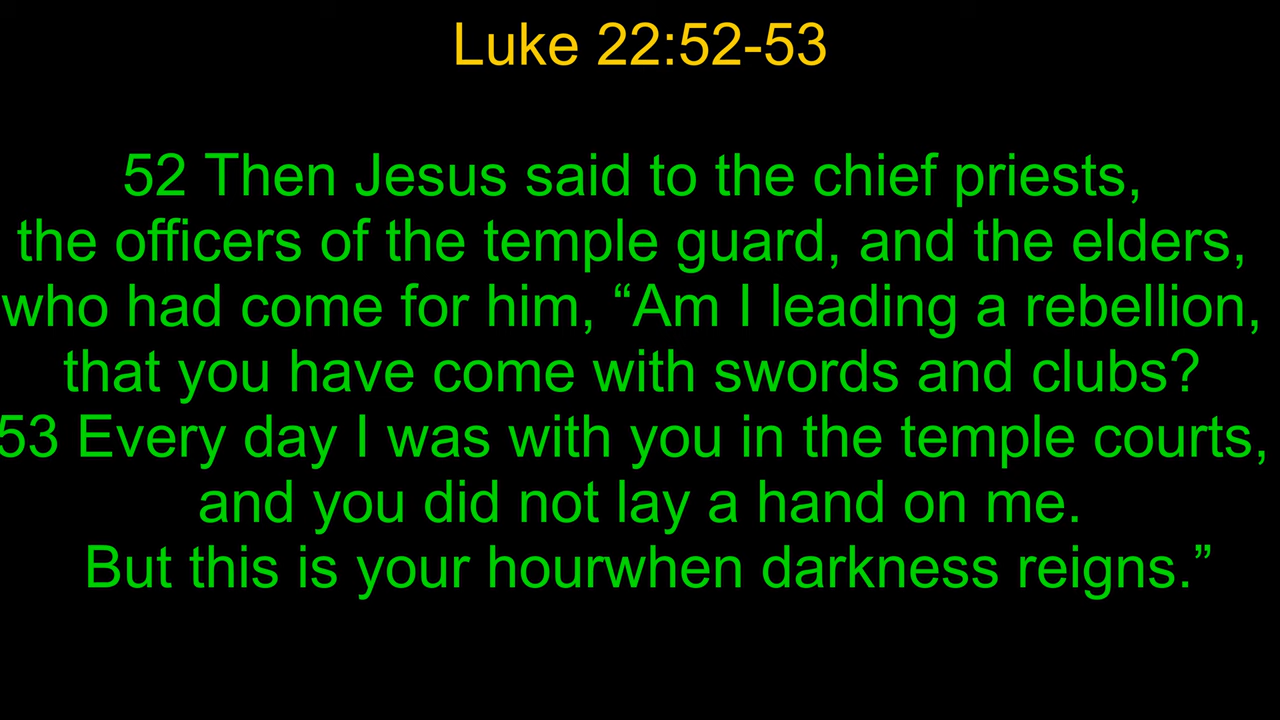 Luke 22:52-53
52 Then Jesus said to the chief priests,
the officers of the temple guard, and the elders,
who had come for him, “Am I leading a rebellion,
that you have come with swords and clubs?
53 Every day I was with you in the temple courts,
and you did not lay a hand on me.
But this is your hourwhen darkness reigns.”